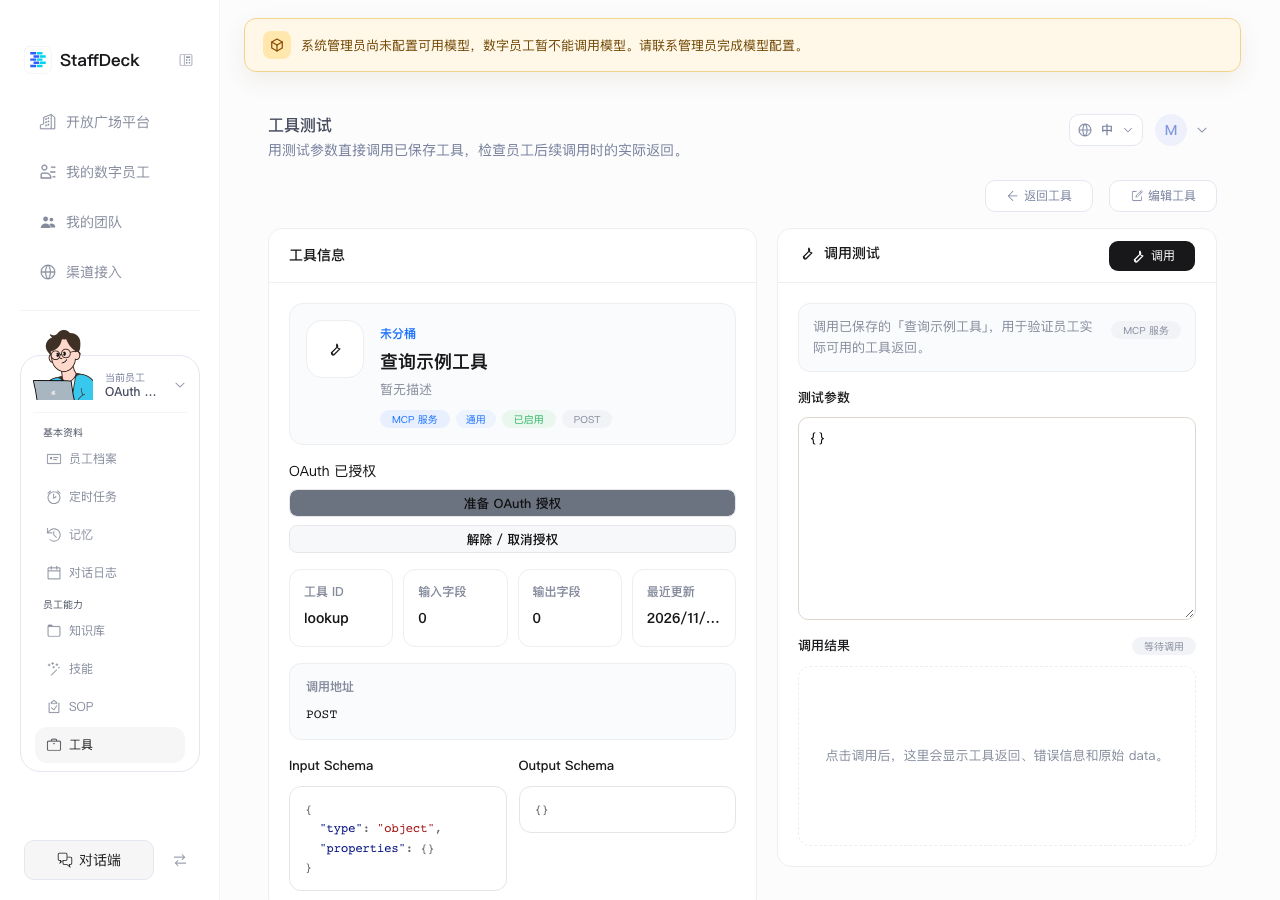 StaffDeck
开放广场平台
我的数字员工
我的团队
渠道接入
当前员工
OAuth ...
基本资料
员工档案
定时任务
记忆
对话日志
员工能力
知识库
技能
SOP
工具
对话端
系统管理员尚未配置可用模型，数字员工暂不能调用模型。请联系管理员完成模型配置。
工具测试
用测试参数直接调用已保存工具，检查员工后续调用时的实际返回。
中
M
返回工具
编辑工具
工具信息
未分桶
查询示例工具
暂无描述
MCP 服务 通用 已启用 POST
OAuth 已授权
准备 OAuth 授权
解除 / 取消授权
工具 ID
lookup
输入字段
0
输出字段
0
最近更新
2026/11/...
调用地址
POST
Input Schema
{
"type": "object",
"properties": {}
}
Output Schema
{}
调用测试
调用
调用已保存的「查询示例工具」，用于验证员工实
际可用的工具返回。
MCP 服务
测试参数
{}
调用结果
等待调用
点击调用后，这里会显示工具返回、错误信息和原始 data。